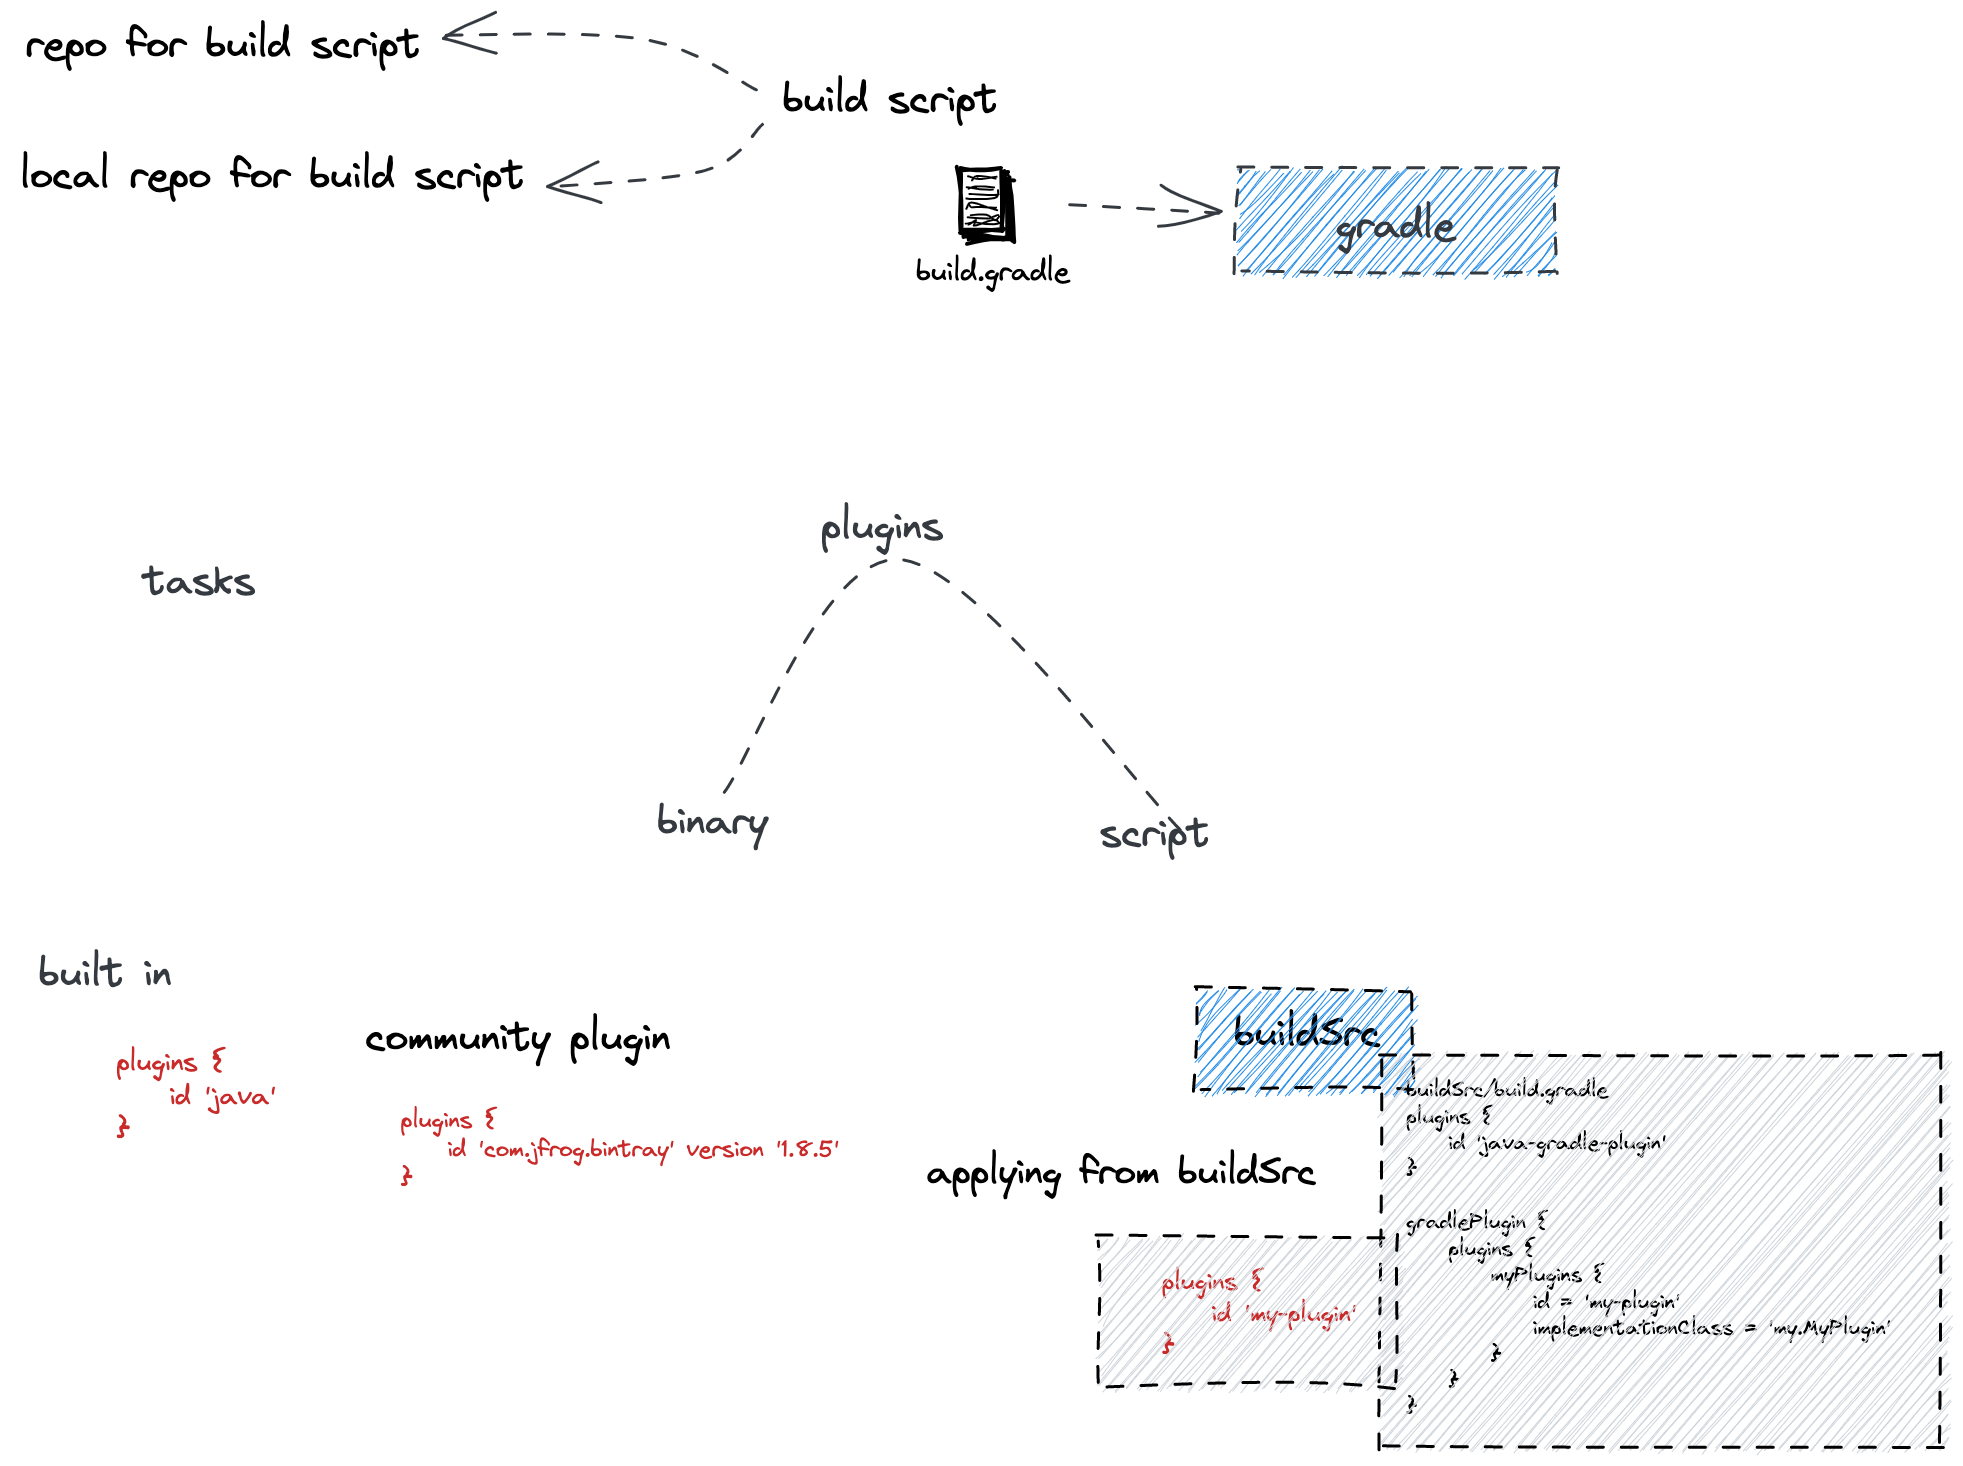 repo for build script
build script
local repo for build script
gradle
build.gradle
plugins
tasks
binary
script
built in
plugins {
id 'java'
}
community plugin
plugins {
id 'com.jfrog.bintray' version '1.8.5'
}
buildSrc
buildSrc/build.gradle
plugins {
id 'java-gradle-plugin'
}
gradlePlugin {
plugins {
myPlugins {
id = 'my-plugin'
implementationClass = 'my.MyPlugin'
}
}
}
applying from buildSrc
plugins {
id 'my-plugin'
}